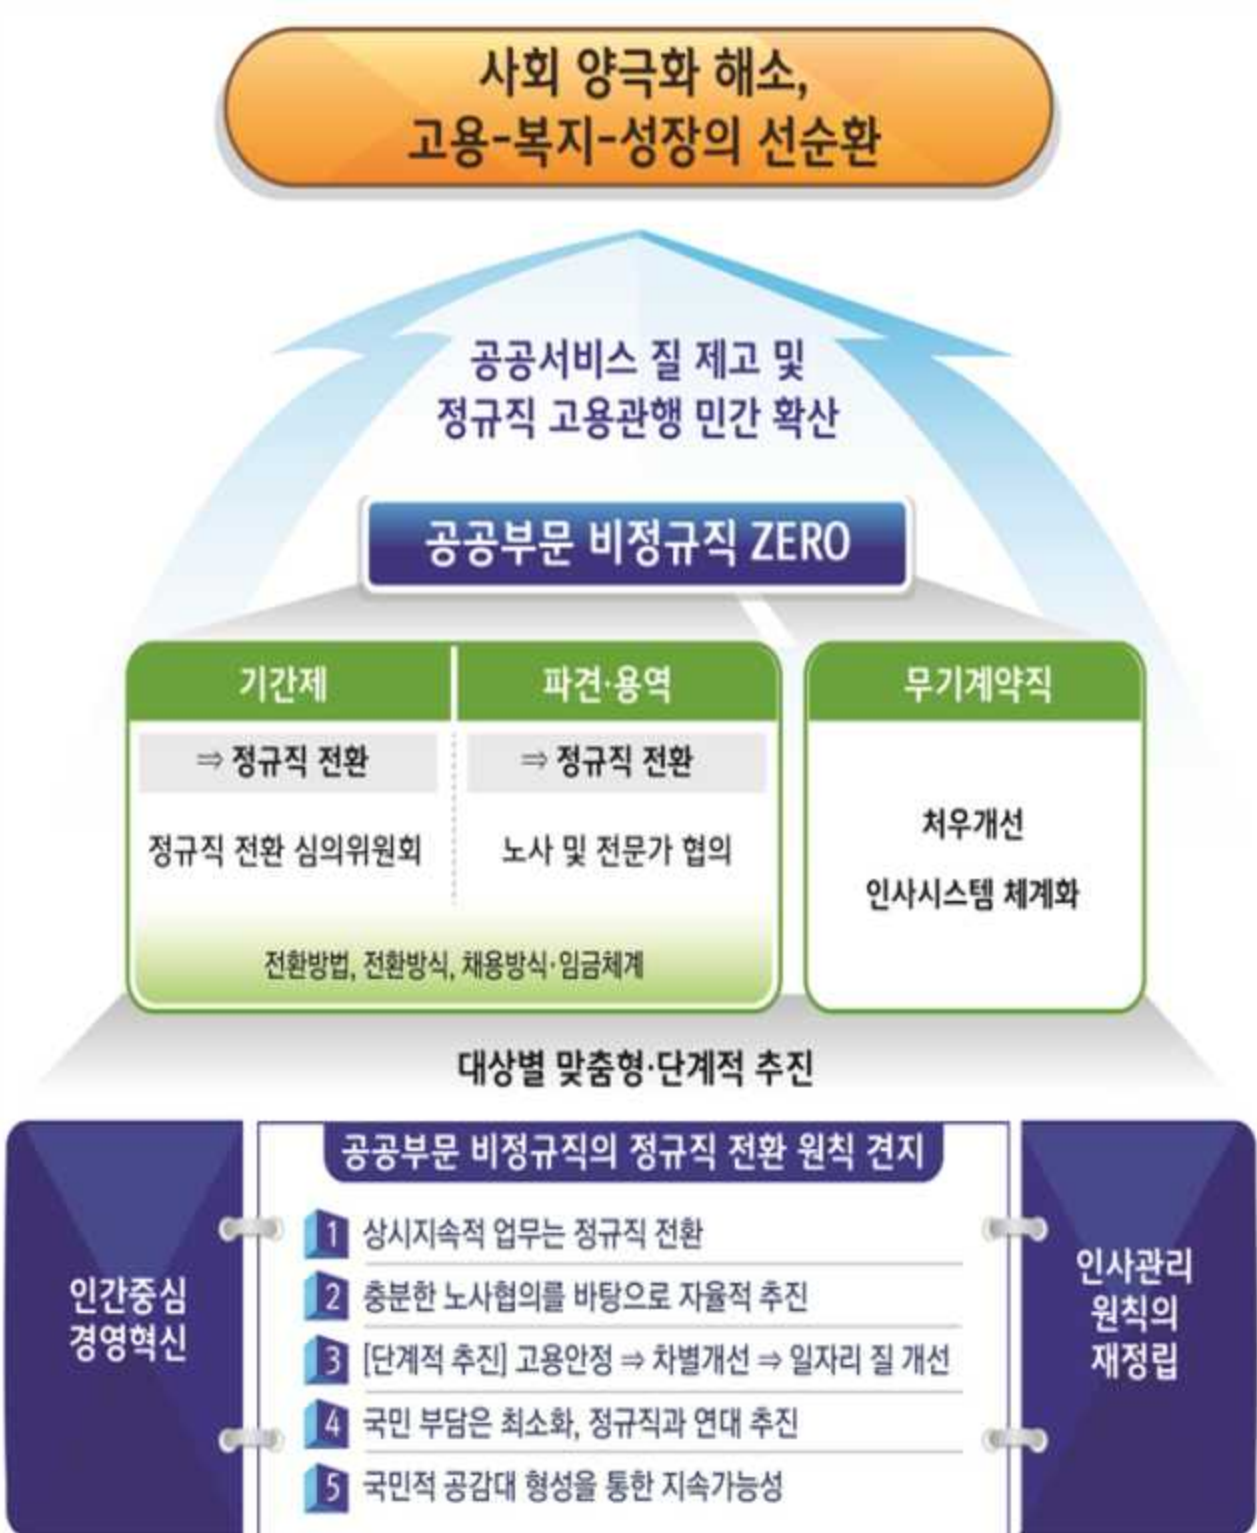 사회 양극화 해소,
고용-복지-성장의 선순환
공공서비스 질 제고 및
정규직 고용관행 민간 확산
공공부문 비정규직 ZERO
기간제
⇒ 정규직 전환
정규직 전환 심의위원회
파견·용역
⇒ 정규직 전환
노사 및 전문가 협의
전환방법, 전환방식, 채용방식·임금체계
무기계약직
처우개선
인사시스템 체계화
대상별 맞춤형·단계적 추진
인간중심
경영혁신
공공부문 비정규직의 정규직 전환 원칙 견지
1 상시지속적 업무는 정규직 전환
2 충분한 노사협의를 바탕으로 자율적 추진
3 [단계적 추진] 고용안정 ⇒ 차별개선 ⇒ 일자리 질 개선
4 국민 부담은 최소화, 정규직과 연대 추진
5 국민적 공감대 형성을 통한 지속가능성
인사관리
원칙의
재정립